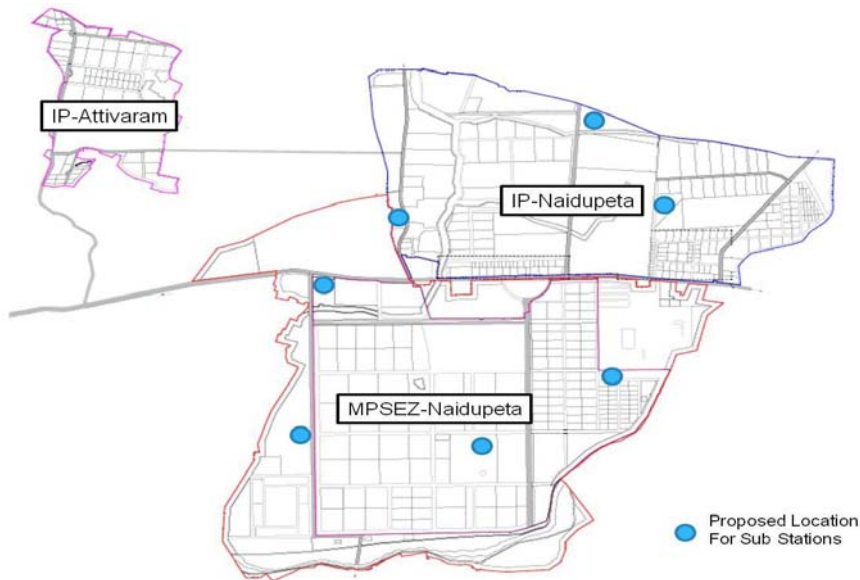 IP-Attivaram
IP-Naidupeta
MPSEZ-Naidupeta
Proposed Location
For Sub Stations